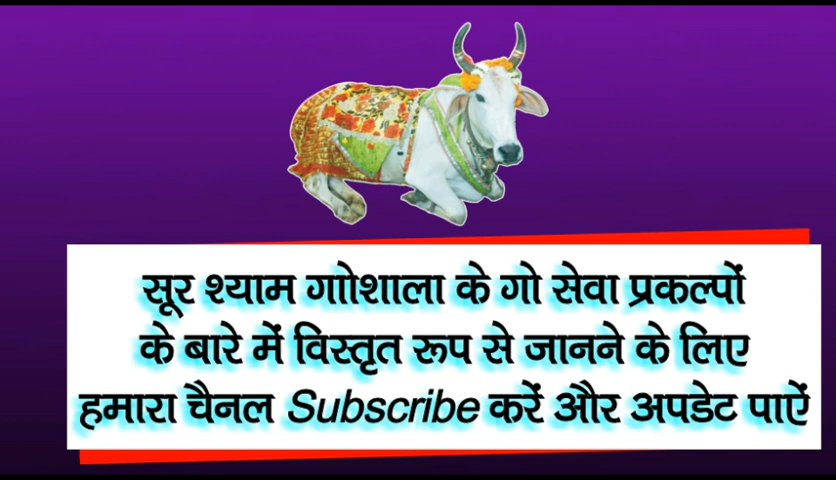 सूर श्याम गाोशाला के गो सेवा प्रकल्पों
के बारे में विस्तृत रुप से जानने के लिए
हमारा चैनल Subscribe करें और अपडेट पाऐं